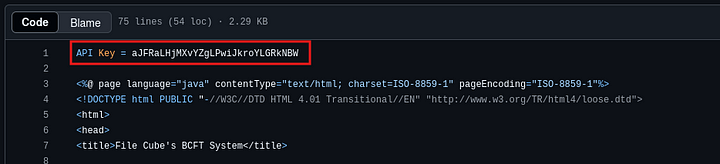 Code Blame 75 lines (54 loc) · 2.29 KB
1 API Key = aJFRaLHjMXvYZgLPwiJkroYLGRkNBW
2
3 <%@ page language="java" contentType="text/html; charset=ISO-8859-1" pageEncoding="ISO-8859-1"%>
4 <!DOCTYPE html PUBLIC "-//W3C//DTD HTML 4.01 Transitional//EN" "http://www.w3.org/TR/html4/loose.dtd">
5 <html>
6 <head>
7 <title>File Cube's BCFT System</title>
8